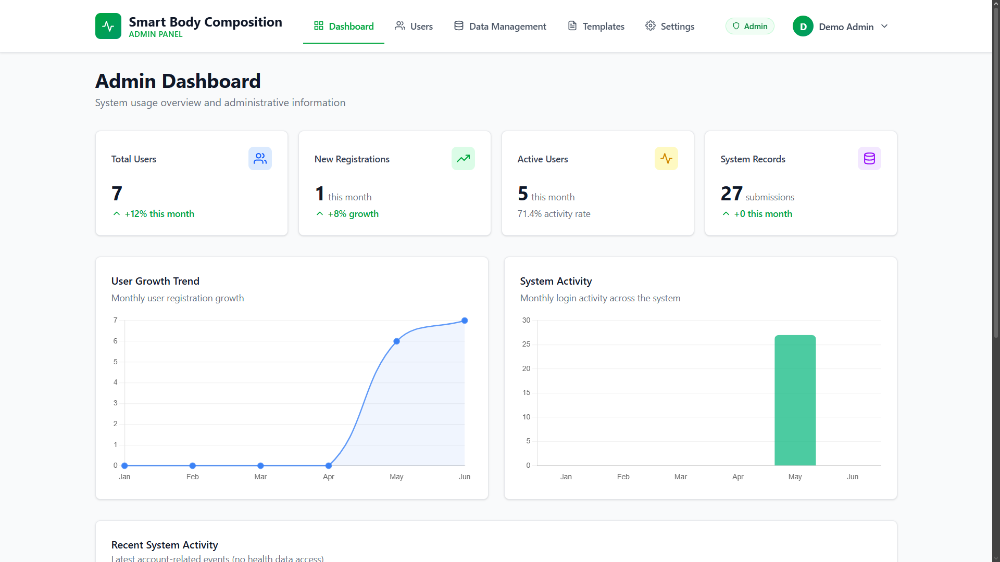 Smart Body Composition
ADMIN PANEL
Dashboard
Users
Data Management
Templates
Settings
Admin
D
Demo Admin
Admin Dashboard
System usage overview and administrative information
Total Users
7
+12% this month
New Registrations
1 this month
+8% growth
Active Users
5 this month
71.4% activity rate
System Records
27 submissions
+0 this month
User Growth Trend
Monthly user registration growth
7
6
5
4
3
2
1
0
Jan Feb Mar Apr May Jun
System Activity
Monthly login activity across the system
30
25
20
15
10
5
0
Jan Feb Mar Apr May Jun
Recent System Activity
Latest account-related events (no health data access)